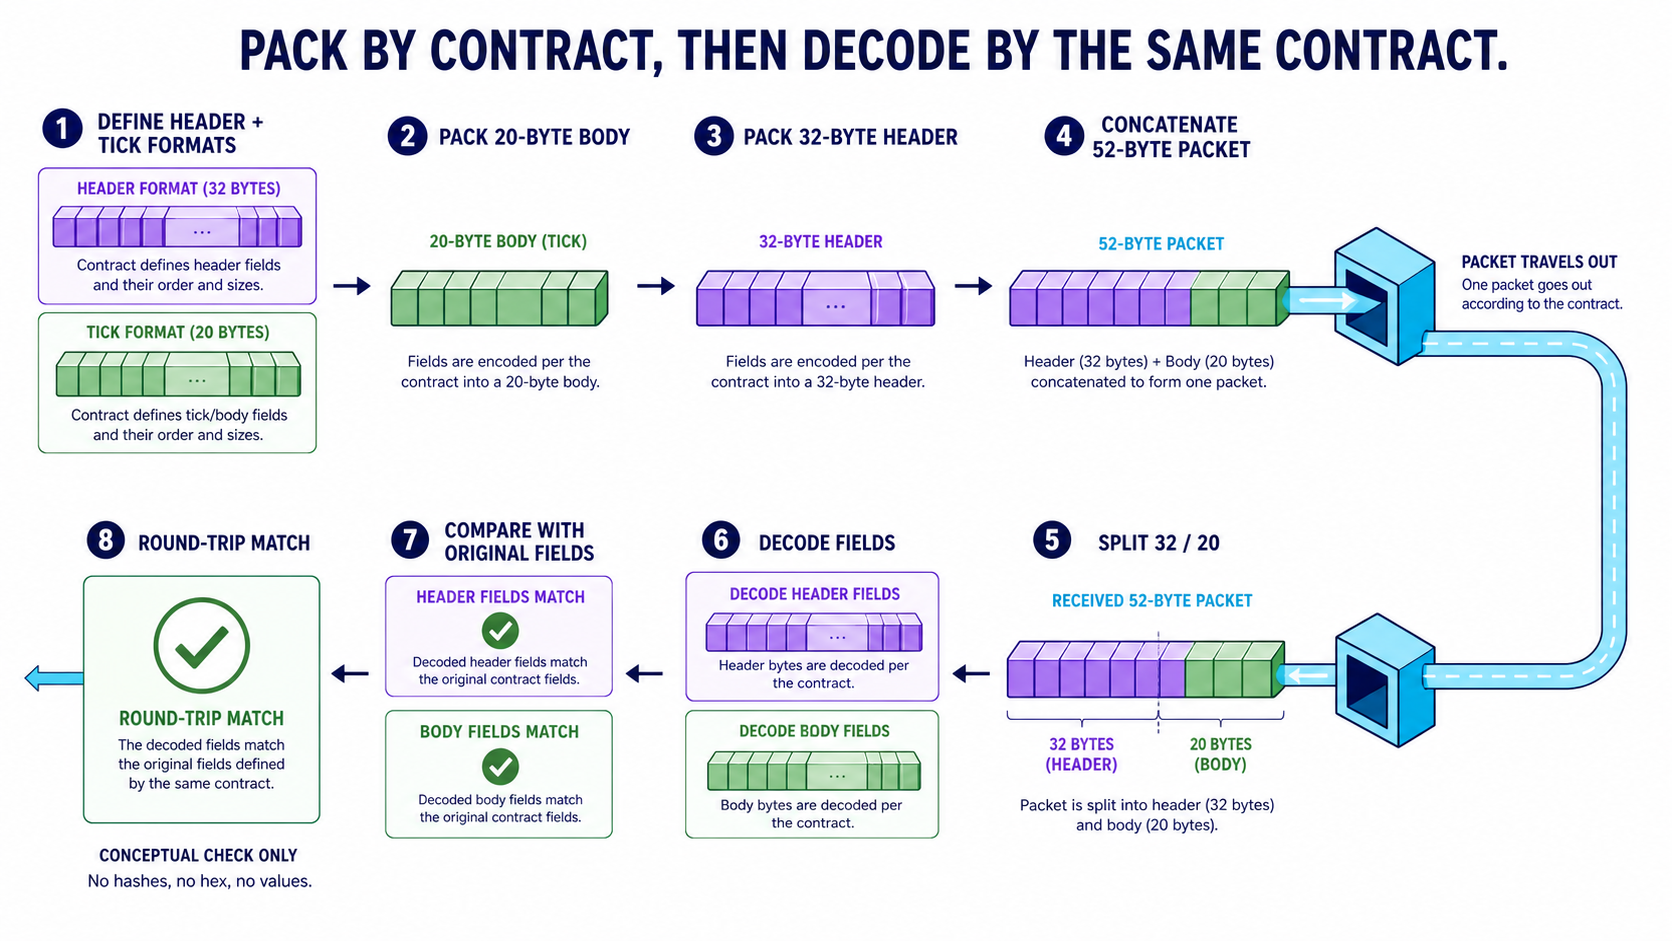 PACK BY CONTRACT, THEN DECODE BY THE SAME CONTRACT.
1
DEFINE HEADER +
TICK FORMATS
HEADER FORMAT (32 BYTES)
...
Contract defines header fields
and their order and sizes.
TICK FORMAT (20 BYTES)
...
Contract defines tick/body fields
and their order and sizes.
2
PACK 20-BYTE BODY
20-BYTE BODY (TICK)
Fields are encoded per the
contract into a 20-byte body.
3
PACK 32-BYTE HEADER
32-BYTE HEADER
...
Fields are encoded per the
contract into a 32-byte header.
4
CONCATENATE
52-BYTE PACKET
52-BYTE PACKET
Header (32 bytes) + Body (20 bytes)
concatenated to form one packet.
PACKET TRAVELS OUT
One packet goes out
according to the contract.
5
SPLIT 32 / 20
RECEIVED 52-BYTE PACKET
32 BYTES
(HEADER)
20 BYTES
(BODY)
Packet is split into header (32 bytes)
and body (20 bytes).
6
DECODE FIELDS
DECODE HEADER FIELDS
...
Header bytes are decoded per
the contract.
DECODE BODY FIELDS
...
Body bytes are decoded per
the contract.
7
COMPARE WITH
ORIGINAL FIELDS
HEADER FIELDS MATCH
Decoded header fields match
the original contract fields.
BODY FIELDS MATCH
Decoded body fields match
the original contract fields.
8
ROUND-TRIP MATCH
ROUND-TRIP MATCH
The decoded fields match
the original fields defined
by the same contract.
CONCEPTUAL CHECK ONLY
No hashes, no hex, no values.